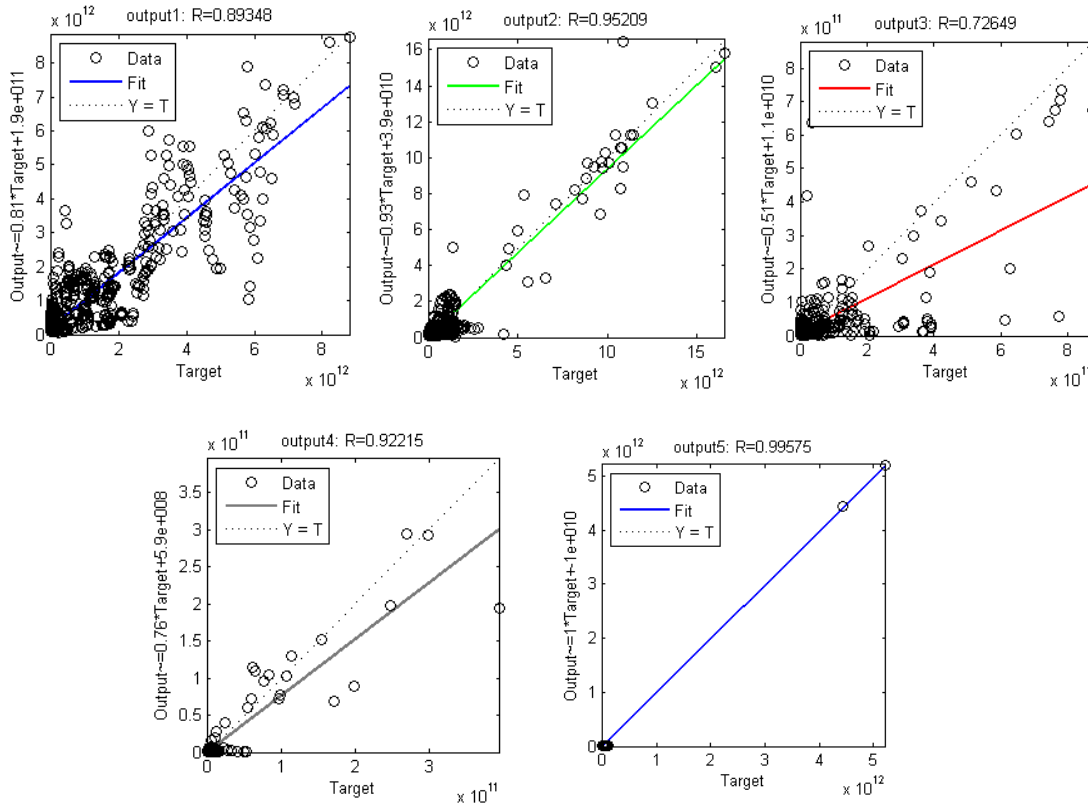 x 10^12
output1: R=0.89348
Data
Fit
Y = T
Output~=0.81*Target+1.9e+011
8
7
6
5
4
3
2
1
0
0 2 4 6 8
Target
x 10^12
x 10^12
output2: R=0.95209
Data
Fit
Y = T
Output~=0.93*Target+3.9e+010
16
14
12
10
8
6
4
2
0
0 5 10 15
Target
x 10^12
x 10^11
output3: R=0.72649
Data
Fit
Y = T
Output~=0.51*Target+1.1e+010
8
7
6
5
4
3
2
1
0
0 2 4 6 8
Target
x 10^11
x 10^11
output4: R=0.92215
Data
Fit
Y = T
Output~=0.76*Target+5.9e+008
3.5
3
2.5
2
1.5
1
0.5
0
0 1 2 3
Target
x 10^11
x 10^12
output5: R=0.99575
Data
Fit
Y = T
Output~=1*Target+-1e+010
5
4
3
2
1
0
0 1 2 3 4 5
Target
x 10^12